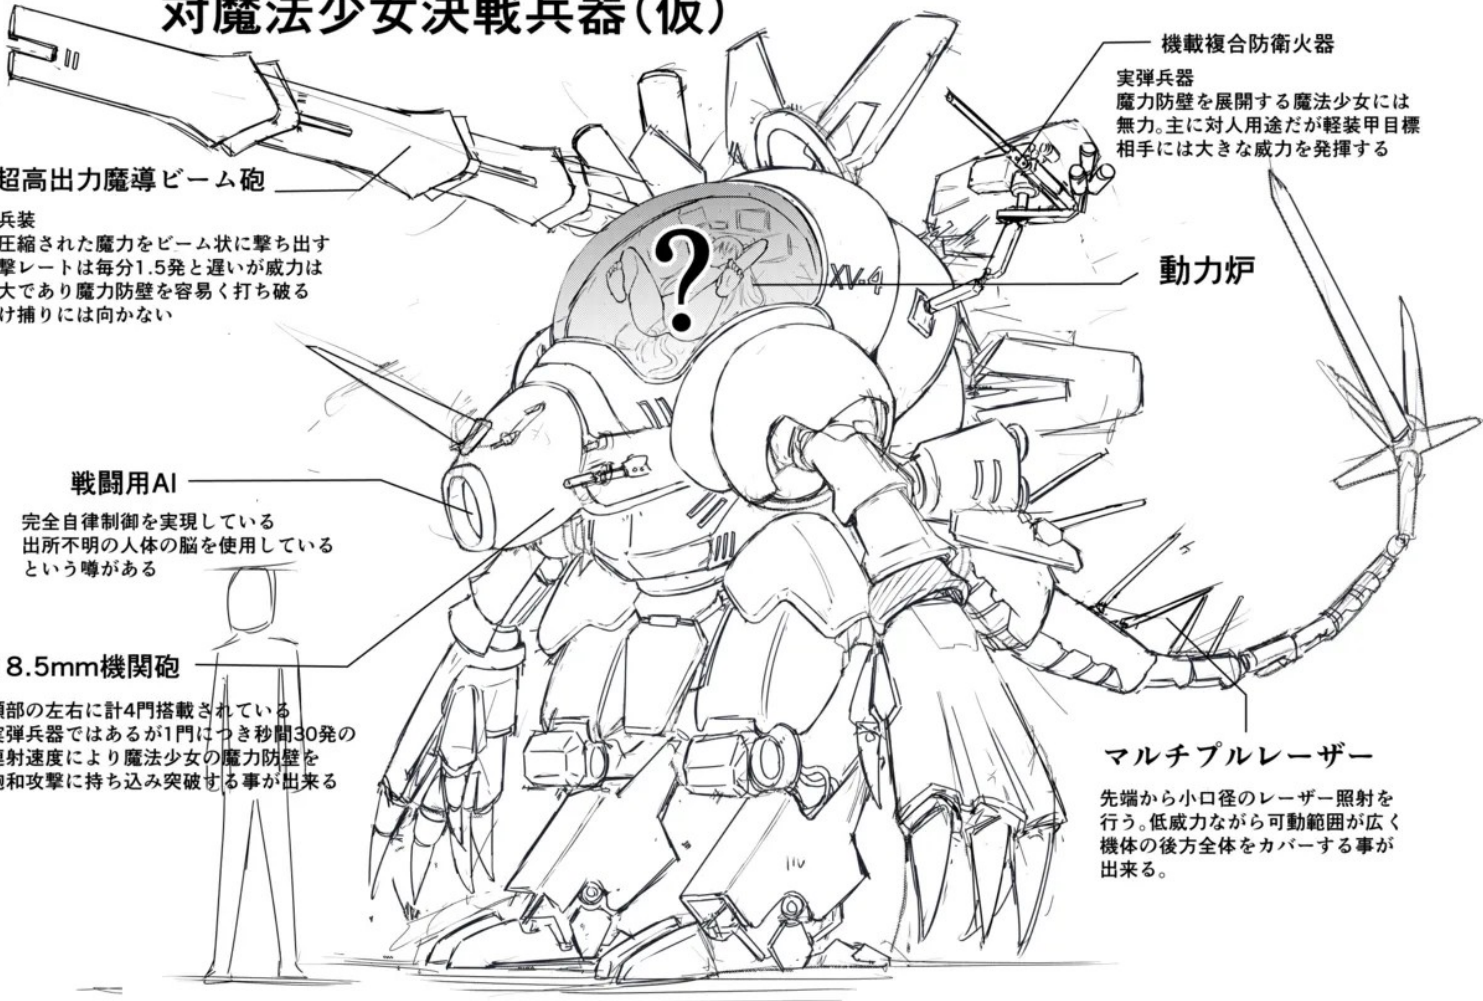 対魔法少女決戦兵器(仮)
機載複合防衛火器
実弾兵器
魔力防壁を展開する魔法少女には
無力。主に対人用途だが軽装甲目標
相手には大きな威力を発揮する
超高出力魔導ビーム砲
兵装
圧縮された魔力をビーム状に撃ち出す
撃レートは毎分1.5発と遅いが威力は
大であり魔力防壁を容易く打ち破る
け捕りには向かない
?
XV-4
動力炉
戦闘用AI
完全自律制御を実現している
出所不明の人体の脳を使用している
という噂がある
8.5mm機関砲
頭部の左右に計4門搭載されている
実弾兵器ではあるが1門につき秒間30発の
連射速度により魔法少女の魔力防壁を
飽和攻撃に持ち込み突破する事が出来る
マルチプルレーザー
先端から小口径のレーザー照射を
行う。低威力ながら可動範囲が広く
機体の後方全体をカバーする事が
出来る。